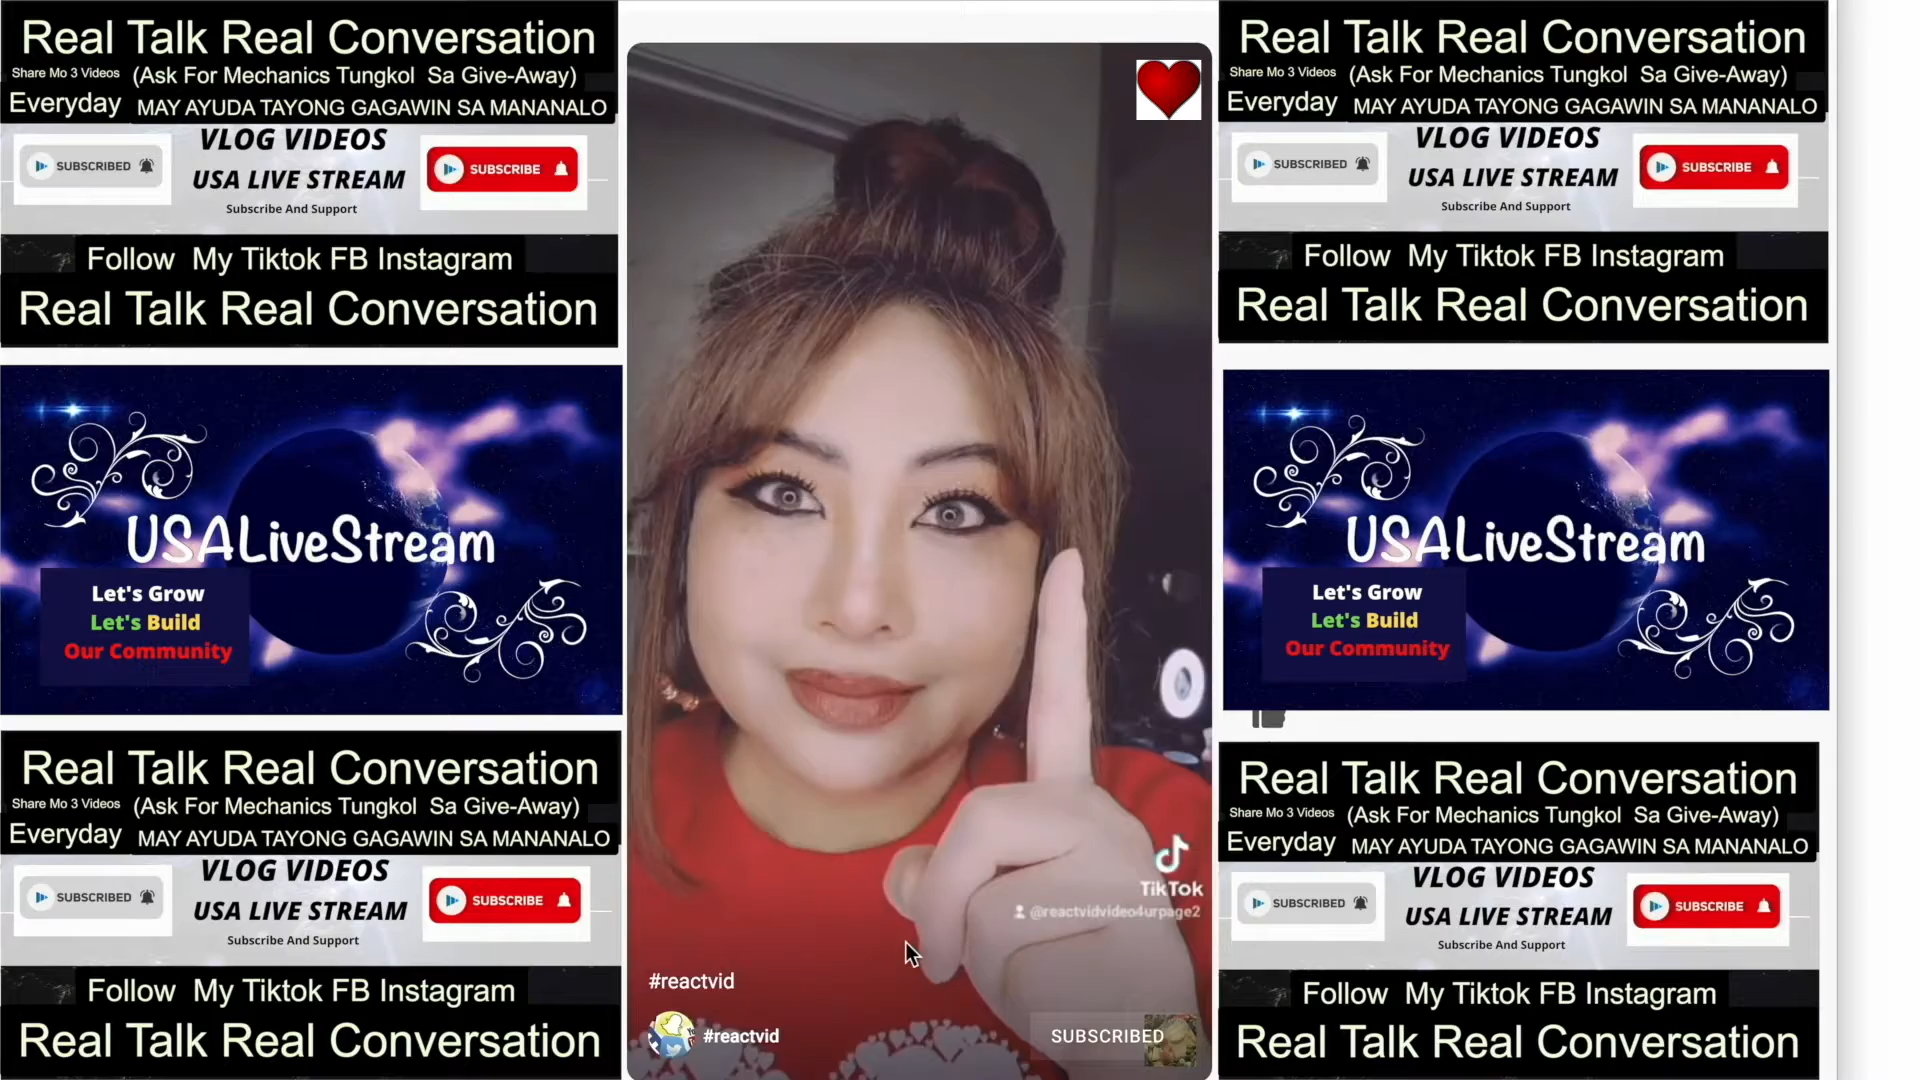 Real Talk Real Conversation
Share Mo 3 Videos (Ask For Mechanics Tungkol Sa Give-Away)
Everyday MAY AYUDA TAYONG GAGAWIN SA MANANALO
VLOG VIDEOS
SUBSCRIBED
SUBSCRIBE
USA LIVE STREAM
Subscribe And Support
Follow My Tiktok FB Instagram
Real Talk Real Conversation
USALiveStream
Let's Grow
Let's Build
Our Community
Real Talk Real Conversation
Share Mo 3 Videos (Ask For Mechanics Tungkol Sa Give-Away)
Everyday MAY AYUDA TAYONG GAGAWIN SA MANANALO
VLOG VIDEOS
SUBSCRIBED
SUBSCRIBE
USA LIVE STREAM
Subscribe And Support
Follow My Tiktok FB Instagram
Real Talk Real Conversation
TikTok
@reactvidvideo4urpage2
#reactvid
#reactvid
SUBSCRIBED
Real Talk Real Conversation
Share Mo 3 Videos (Ask For Mechanics Tungkol Sa Give-Away)
Everyday MAY AYUDA TAYONG GAGAWIN SA MANANALO
VLOG VIDEOS
SUBSCRIBED
SUBSCRIBE
USA LIVE STREAM
Subscribe And Support
Follow My Tiktok FB Instagram
Real Talk Real Conversation
USALiveStream
Let's Grow
Let's Build
Our Community
Real Talk Real Conversation
Share Mo 3 Videos (Ask For Mechanics Tungkol Sa Give-Away)
Everyday MAY AYUDA TAYONG GAGAWIN SA MANANALO
VLOG VIDEOS
SUBSCRIBED
SUBSCRIBE
USA LIVE STREAM
Subscribe And Support
Follow My Tiktok FB Instagram
Real Talk Real Conversation